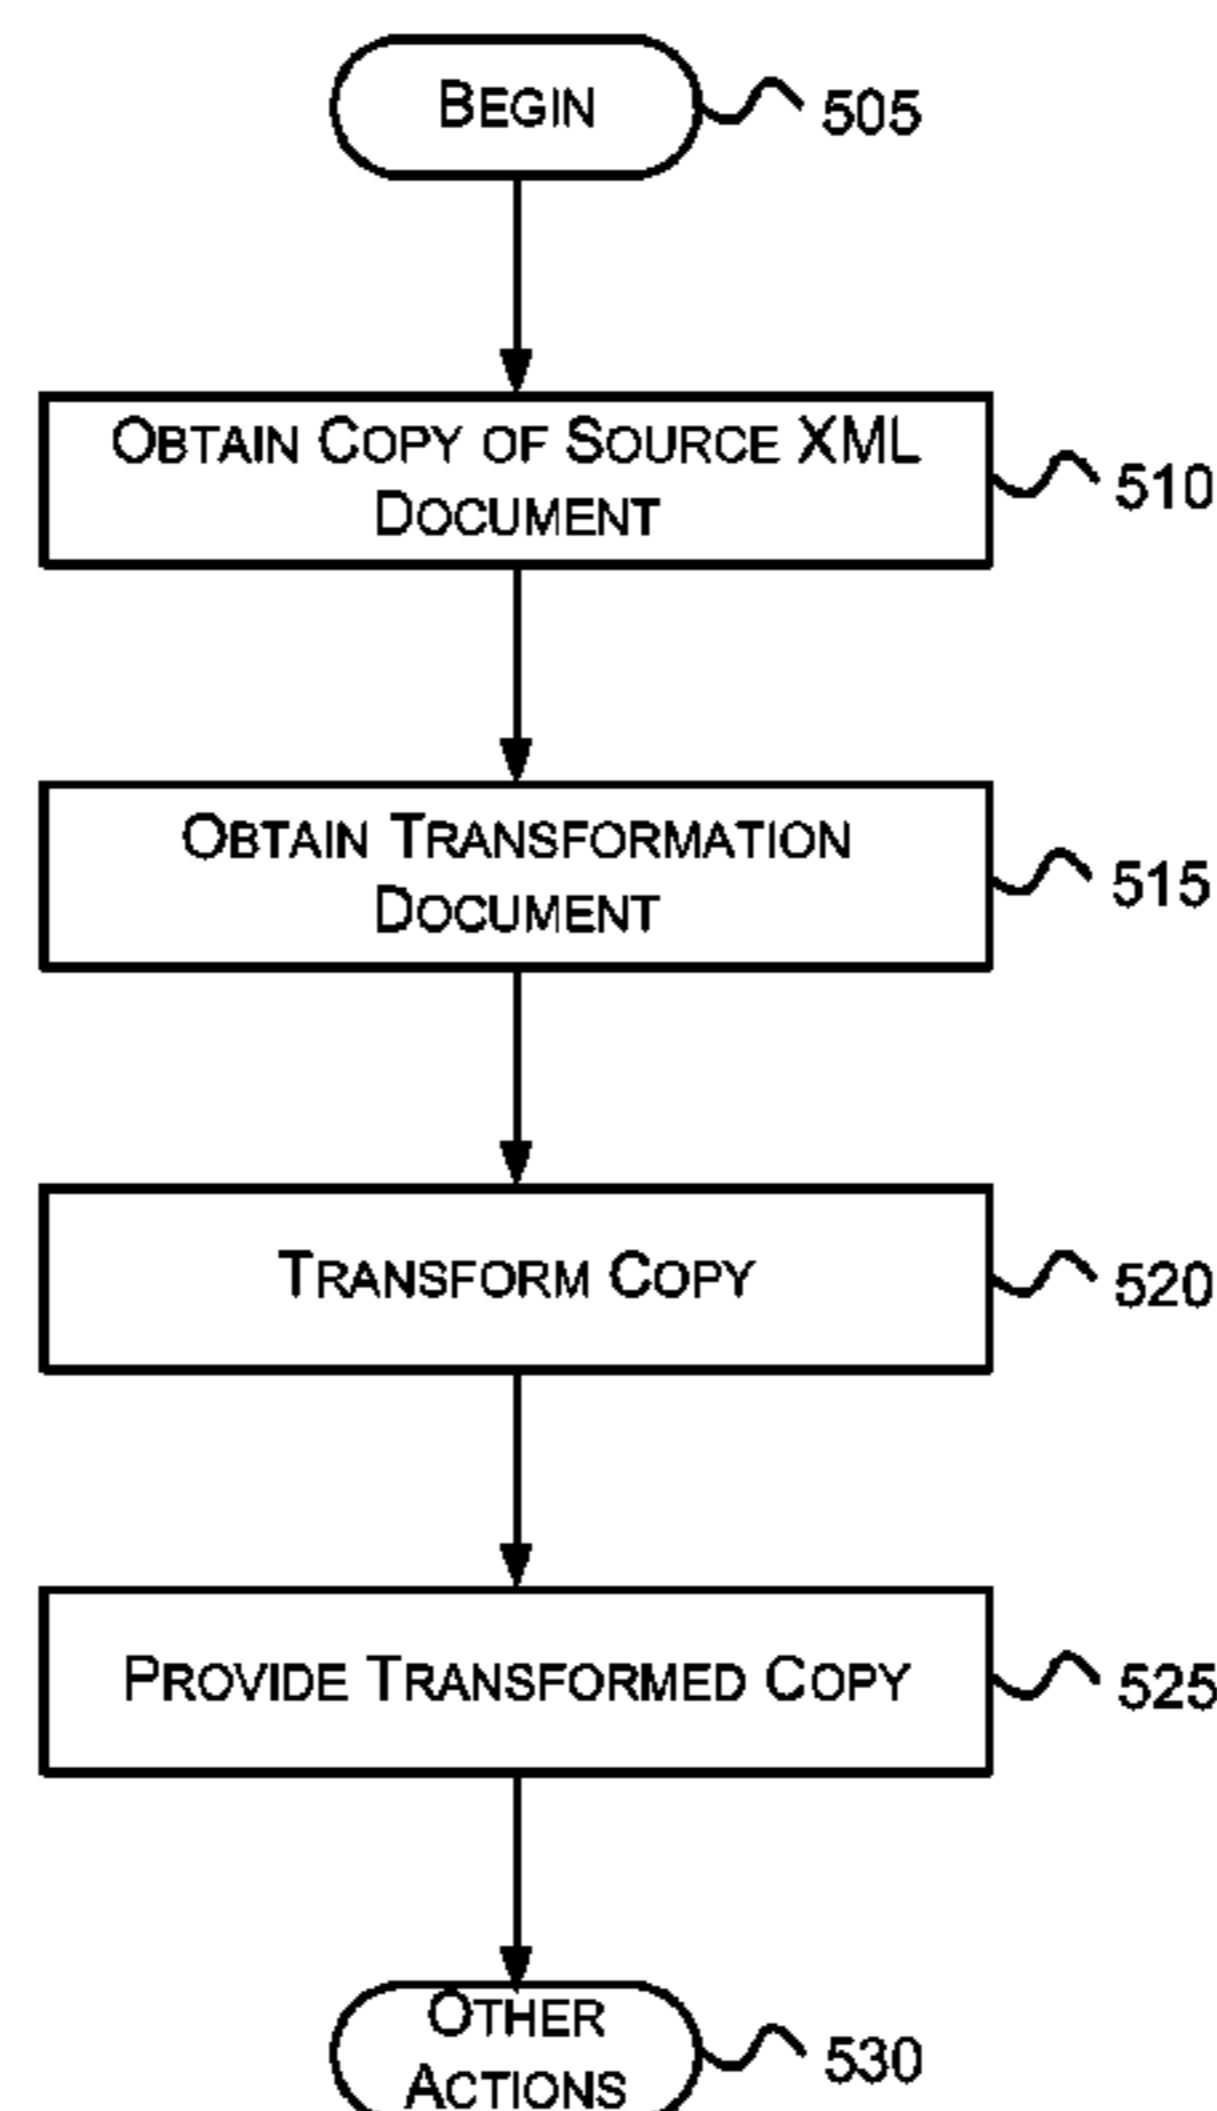 BEGIN
505
OBTAIN COPY OF SOURCE XML
DOCUMENT
510
OBTAIN TRANSFORMATION
DOCUMENT
515
TRANSFORM COPY
520
PROVIDE TRANSFORMED COPY
525
OTHER
ACTIONS
530